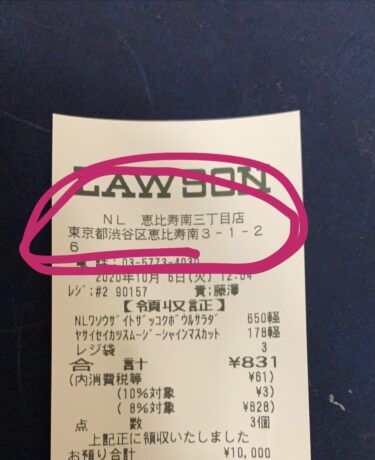 LAWSON
NL 恵比寿南三丁目店
東京都渋谷区恵比寿南3-1-2
6
電 話: 03-5773-4030
2020年10月 6日(火) 12:04
レジ:#2 90157 責:藤澤
【領収証】
NLワソウザイトザッコクボウルサラダ 650軽
ヤサイセイカツスムージーシャインマスカット 178軽
レジ袋 3
合 計 ¥831
(内消費税等 ¥61)
(10%対象 ¥3)
( 8%対象 ¥828)
点 数 3個
上記正に領収いたしました
お預り合計 ¥10,000